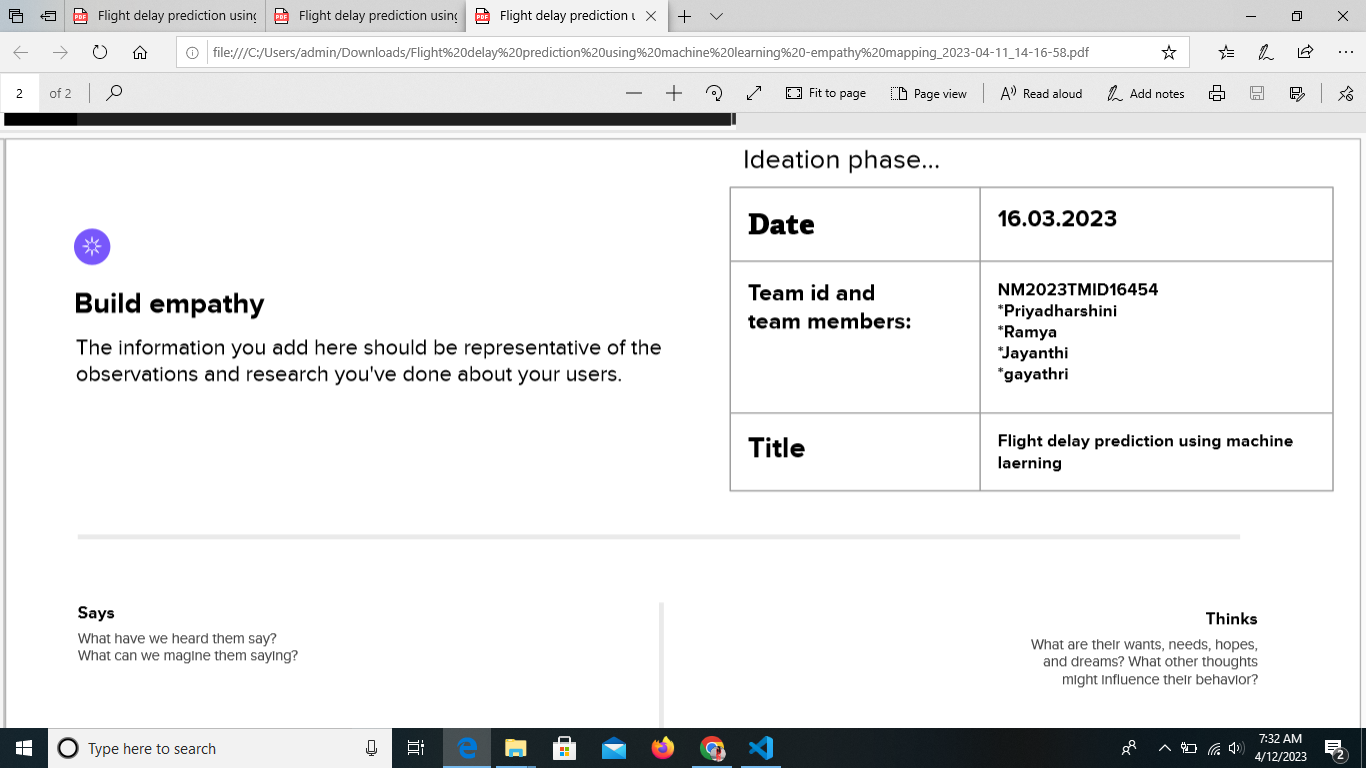 Flight delay prediction using
Flight delay prediction using
Flight delay prediction u
file:///C:/Users/admin/Downloads/Flight%20delay%20prediction%20using%20machine%20learning%20-empathy%20mapping_2023-04-11_14-16-58.pdf
2 of 2
Fit to page
Page view
Read aloud
Add notes
Ideation phase...
Date
16.03.2023
Build empathy
The information you add here should be representative of the
observations and research you've done about your users.
Team id and
team members:
NM2023TMID16454
*Priyadharshini
*Ramya
*Jayanthi
*gayathri
Title
Flight delay prediction using machine
laerning
Says
What have we heard them say?
What can we magine them saying?
Thinks
What are their wants, needs, hopes,
and dreams? What other thoughts
might influence their behavior?
Type here to search
7:32 AM
4/12/2023
2